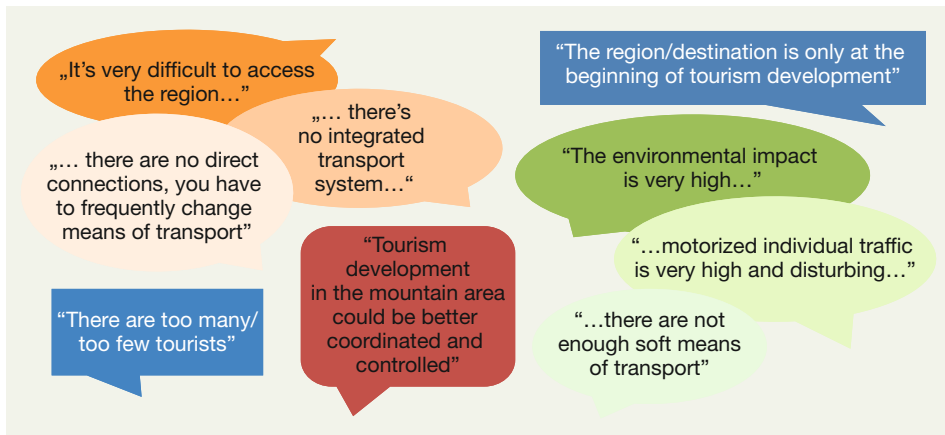 „It’s very difficult to access
the region…”
„… there’s
no integrated
transport
system…“
„… there are no direct
connections, you have
to frequently change
means of transport”
“There are too many/
too few tourists”
“Tourism
development
in the mountain area
could be better
coordinated and
controlled”
“The region/destination is only at the
beginning of tourism development”
“The environmental impact
is very high…”
“…motorized individual traffic
is very high and disturbing…”
“…there are not
enough soft means
of transport”